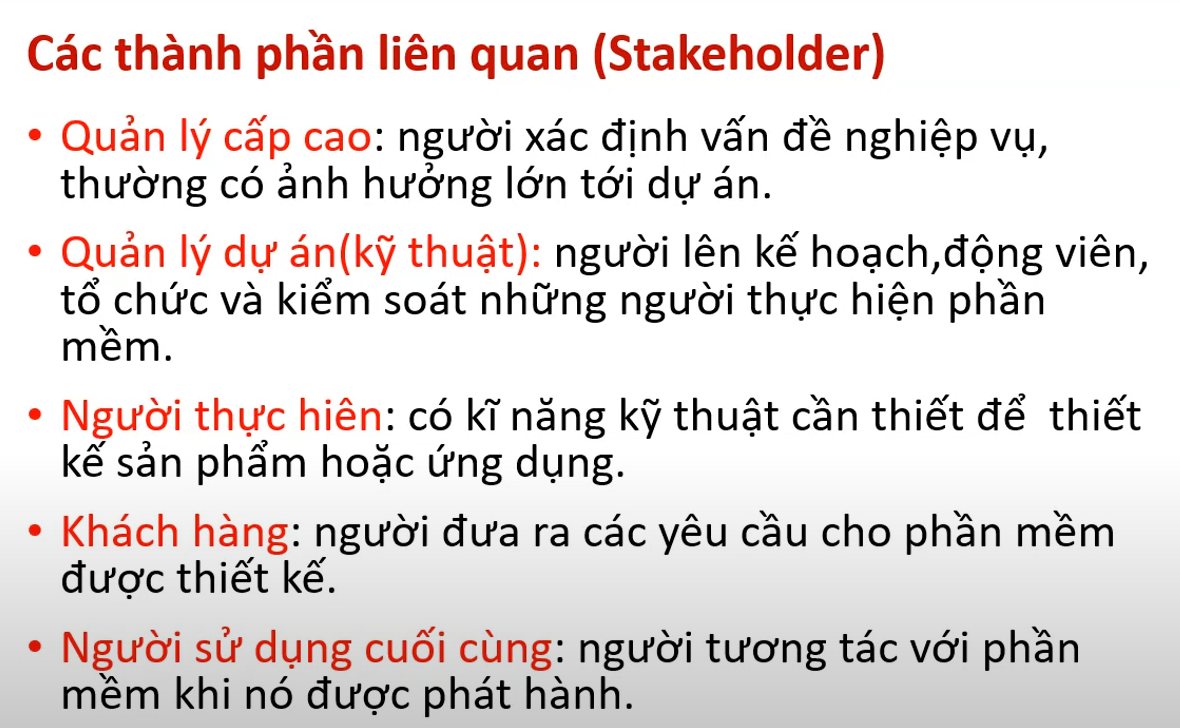 Các thành phần liên quan (Stakeholder)
• Quản lý cấp cao: người xác định vấn đề nghiệp vụ,
thường có ảnh hưởng lớn tới dự án.
• Quản lý dự án(kỹ thuật): người lên kế hoạch,động viên,
tổ chức và kiểm soát những người thực hiện phần
mềm.
• Người thực hiên: có kĩ năng kỹ thuật cần thiết để  thiết
kế sản phẩm hoặc ứng dụng.
• Khách hàng: người đưa ra các yêu cầu cho phần mềm
được thiết kế.
• Người sử dụng cuối cùng: người tương tác với phần
mềm khi nó được phát hành.